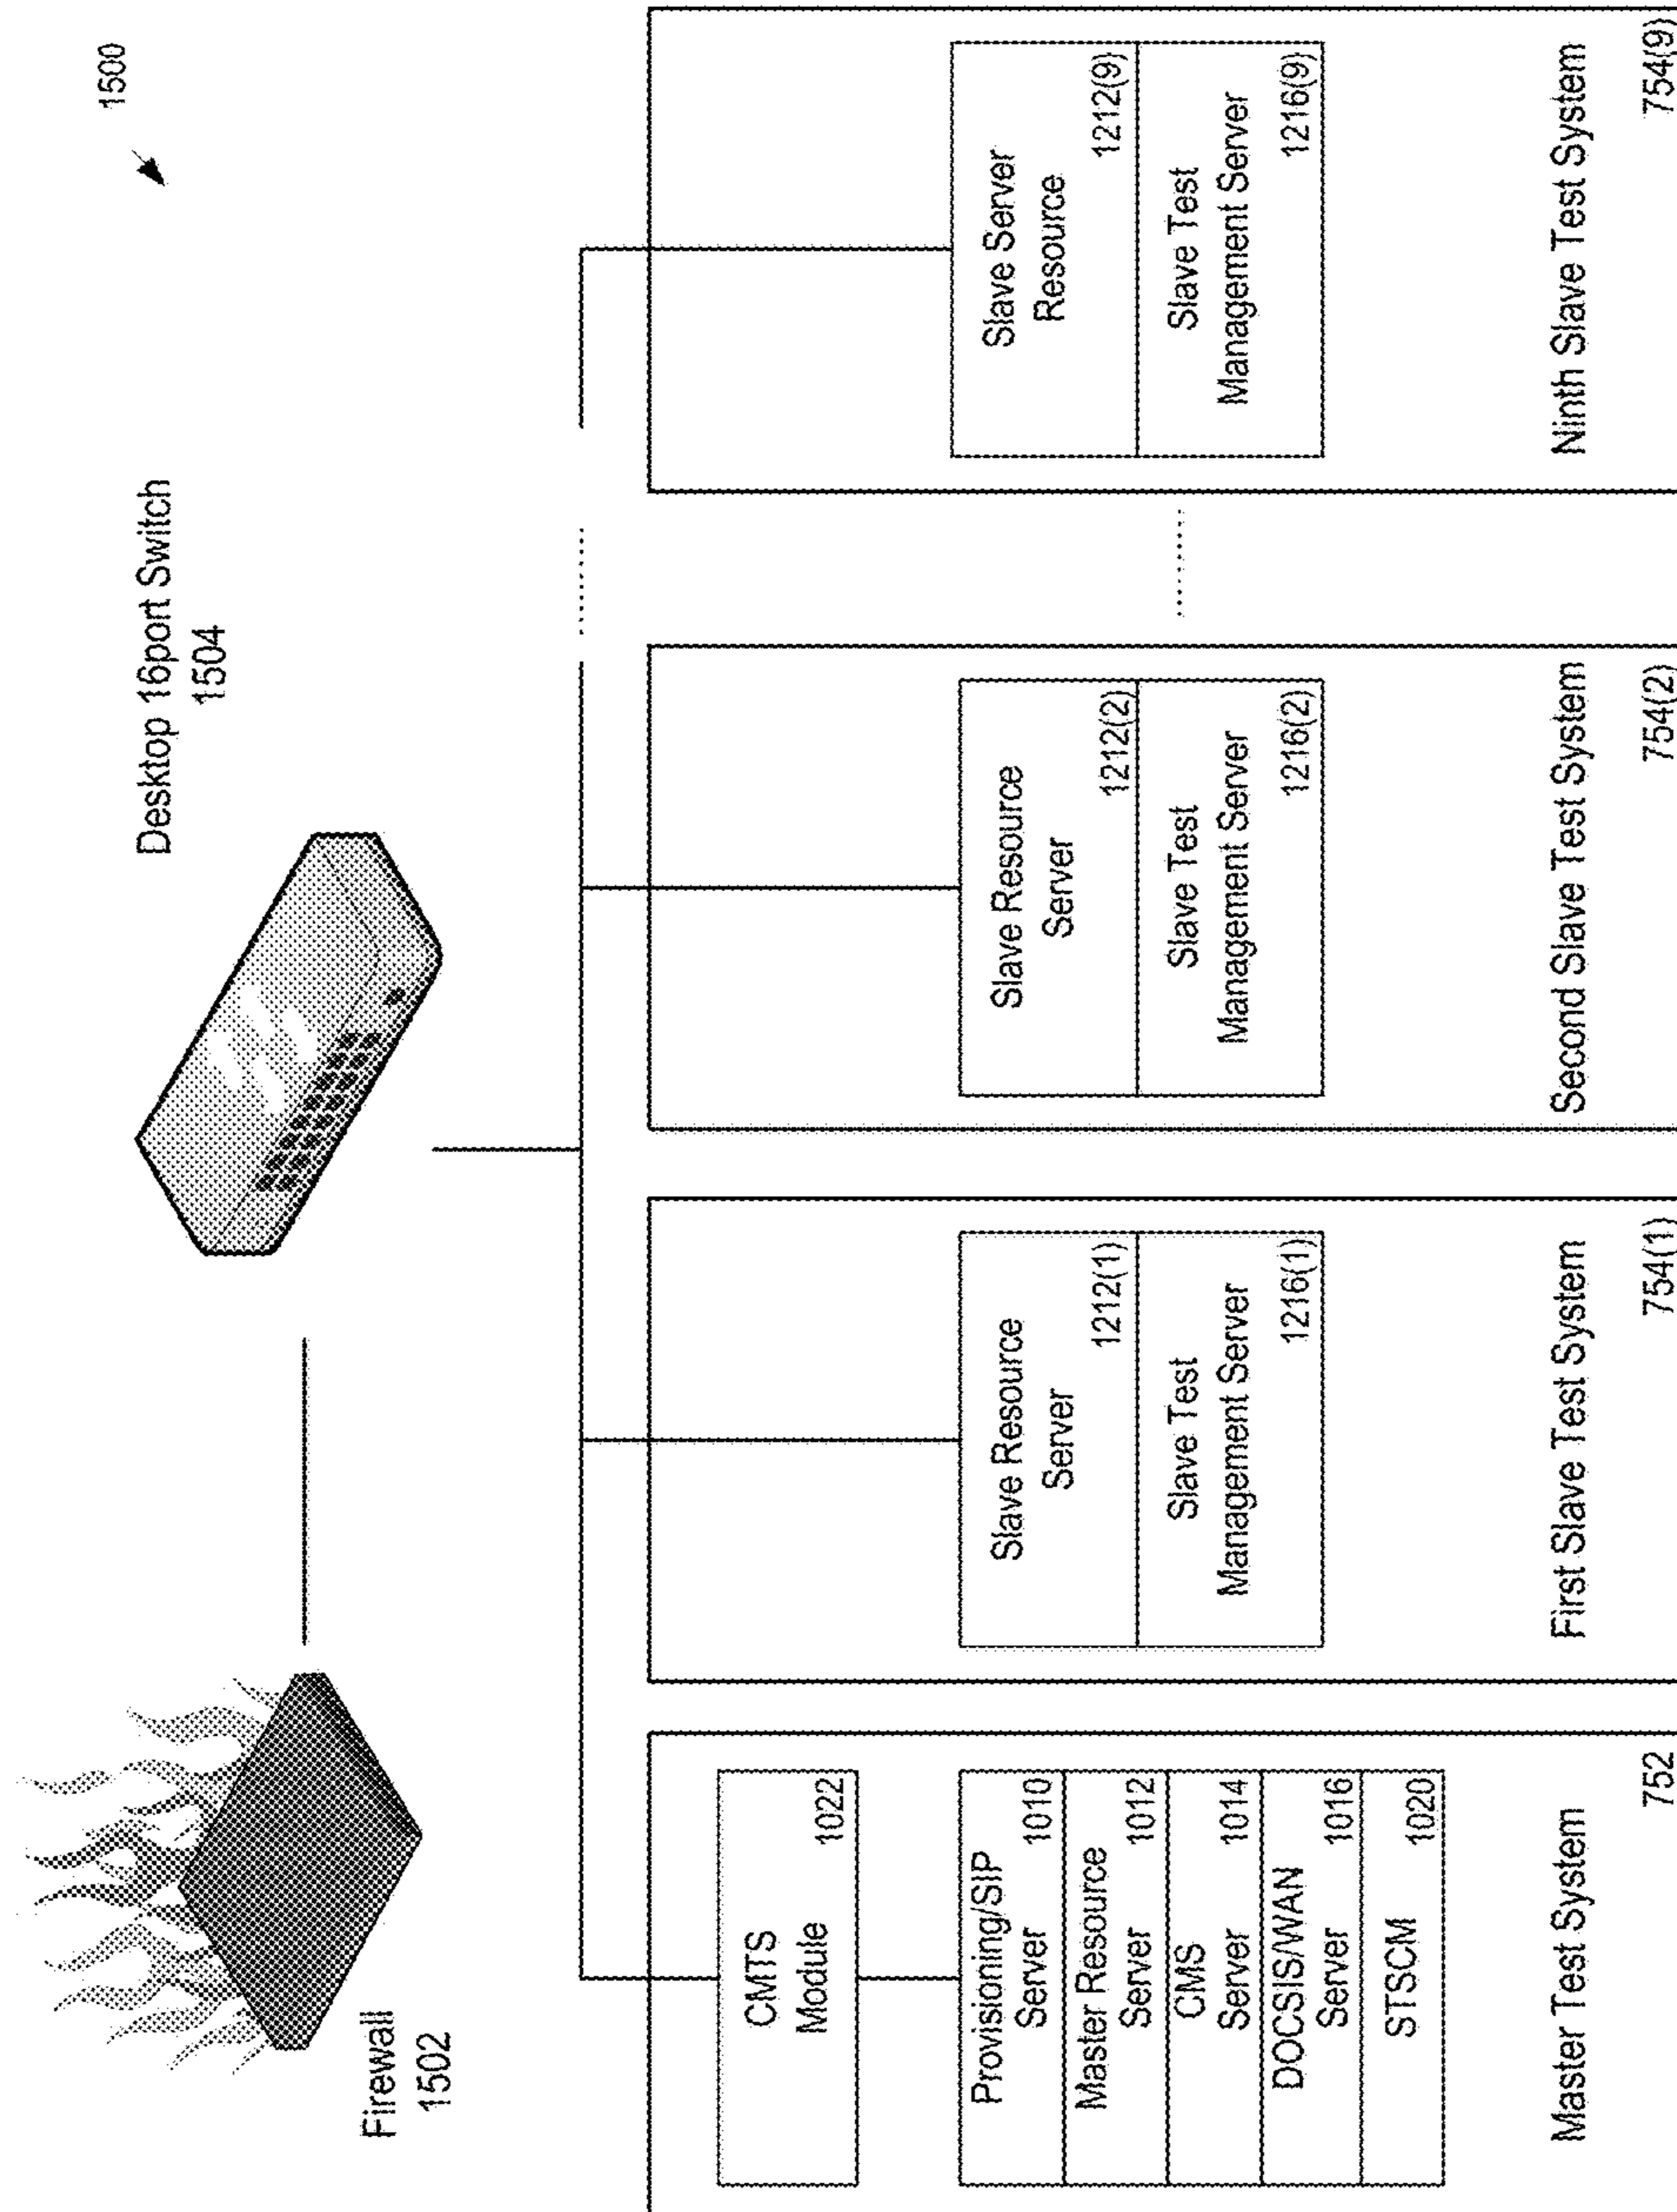 1500
Desktop 16port Switch
1504
Firewall
1502
CMTS
Module
1022
Provisioning/SIP
Server
1010
Master Resource
Server
1012
CMS
Server
1014
DOCSIS/WAN
Server
1016
STSCM
1020
Master Test System
752
Slave Resource
Server
1212(1)
Slave Test
Management Server
1216(1)
First Slave Test System
754(1)
Slave Resource
Server
1212(2)
Slave Test
Management Server
1216(2)
Second Slave Test System
754(2)
Slave Server
Resource
1212(9)
Slave Test
Management Server
1216(9)
Ninth Slave Test System
754(9)